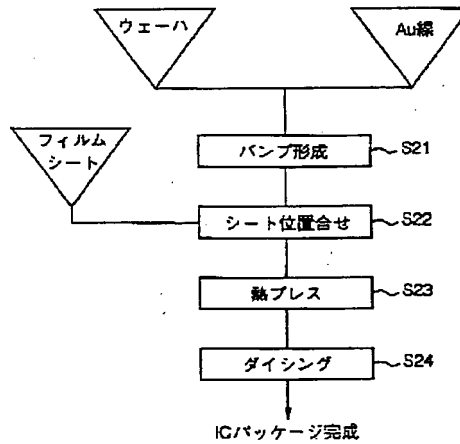 ウェーハ
Au線
フィルム
シート
バンプ形成
S21
シート位置合せ
S22
熱プレス
S23
ダイシング
S24
ICパッケージ完成